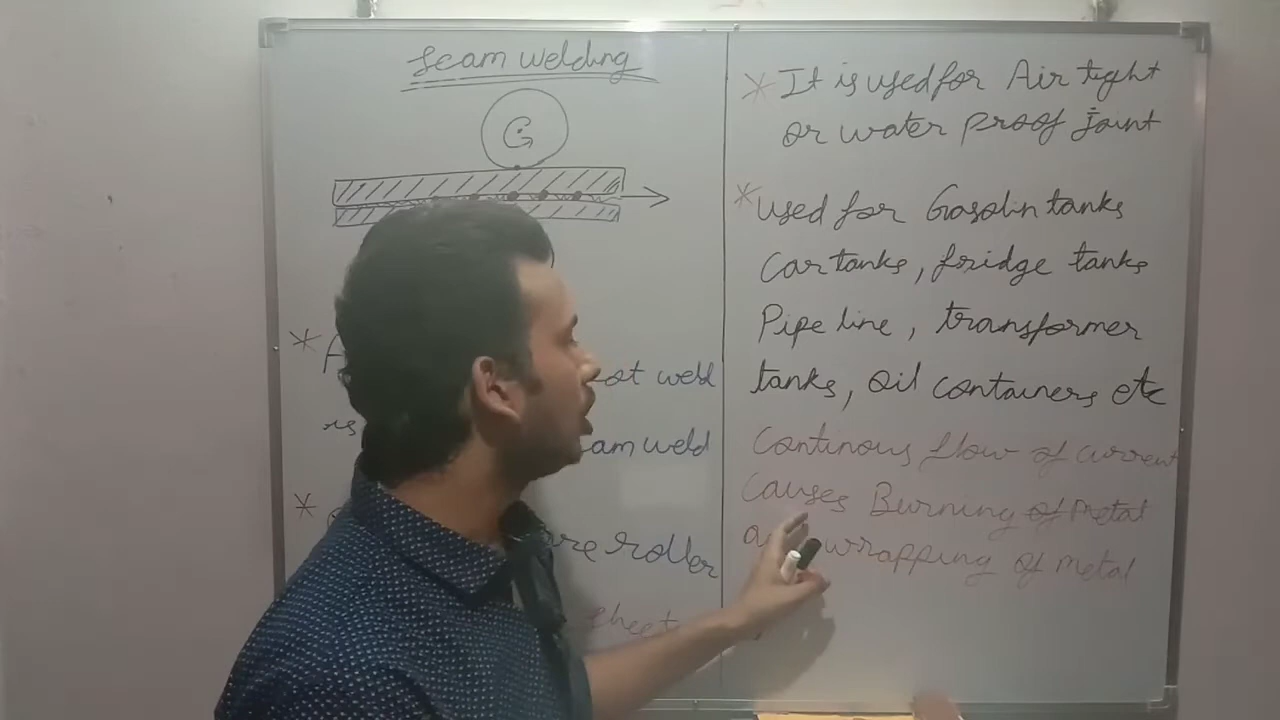 Seam welding
G
* It is used for Air tight
or water proof joint
* used for Gasolin tanks
Car tanks, fridge tanks
Pipe line, transformer
tanks, oil containers etc
Continous flow of current
Causes Burning of Metal
wrapping of metal
*
weld
is
weld
*
are roller
sheet